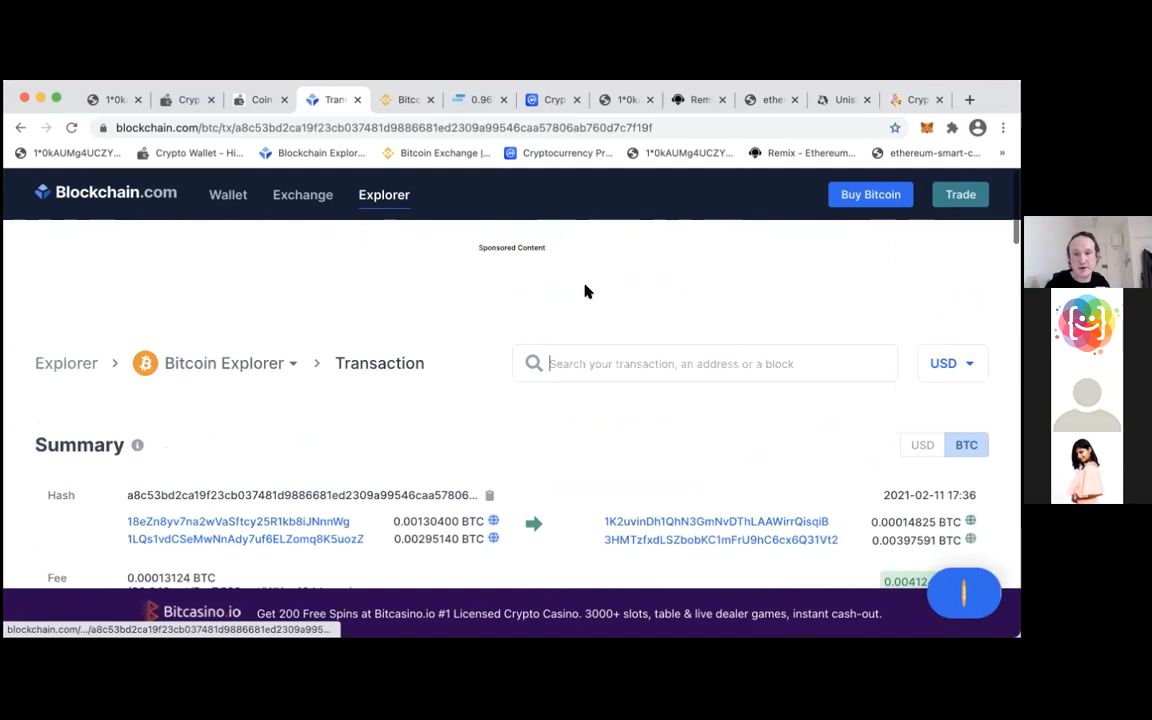 1*0k
Cryp
Coin
Tran
Bitcc
0.96
Cryp
1*0k
Rem
ethe
Unis
Cryp
blockchain.com/btc/tx/a8c53bd2ca19f23cb037481d9886681ed2309a99546caa57806ab760d7c7f19f
1*0kAUMg4UCZY...
Crypto Wallet - Hi...
Blockchain Explor...
Bitcoin Exchange |...
Cryptocurrency Pr...
1*0kAUMg4UCZY...
Remix - Ethereum...
ethereum-smart-c...
»
Blockchain.com
Wallet
Exchange
Explorer
Buy Bitcoin
Trade
Sponsored Content
Explorer > Bitcoin Explorer > Transaction
Search your transaction, an address or a block
USD
Summary
USD
BTC
Hash
a8c53bd2ca19f23cb037481d9886681ed2309a99546caa57806...
2021-02-11 17:36
18eZn8yv7na2wVaSftcy25R1kb8iJNnnWg 0.00130400 BTC
1K2uvinDh1QhN3GmNvDThLAAWirrQisqiB 0.00014825 BTC
1LQs1vdCSeMwNnAdy7uf6ELZomq8K5uozZ 0.00295140 BTC
3HMTzfxdLSZbobKC1mFrU9hC6cx6Q31Vt2 0.00397591 BTC
Fee
0.00013124 BTC
0.00412
Bitcasino.io
Get 200 Free Spins at Bitcasino.io #1 Licensed Crypto Casino. 3000+ slots, table & live dealer games, instant cash-out.
blockchain.com/.../a8c53bd2ca19f23cb037481d9886681ed2309a995...